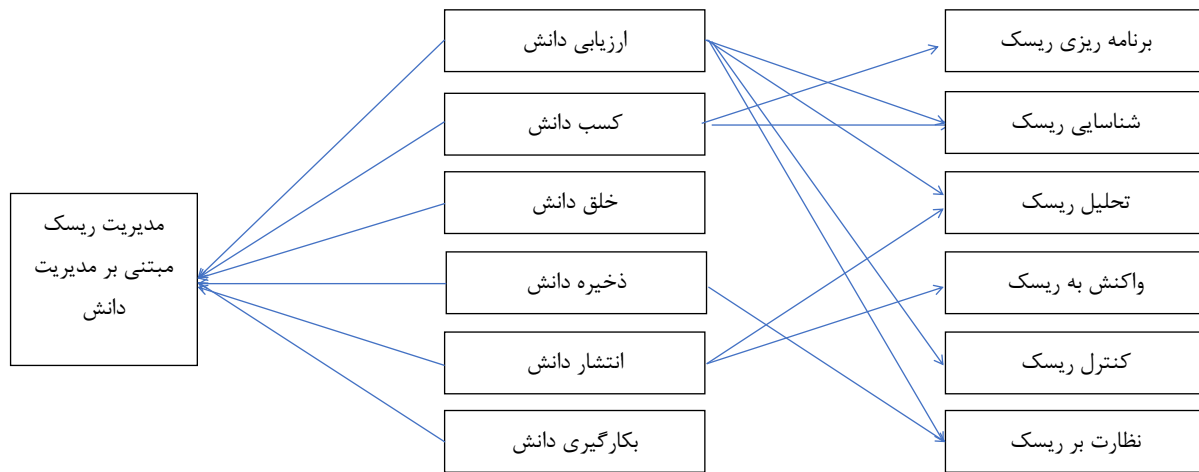 برنامه ریزی ریسک
شناسایی ریسک
تحلیل ریسک
واکنش به ریسک
کنترل ریسک
نظارت بر ریسک
ارزیابی دانش
کسب دانش
خلق دانش
ذخیره دانش
انتشار دانش
بکارگیری دانش
مدیریت ریسک
مبتنی بر مدیریت
دانش